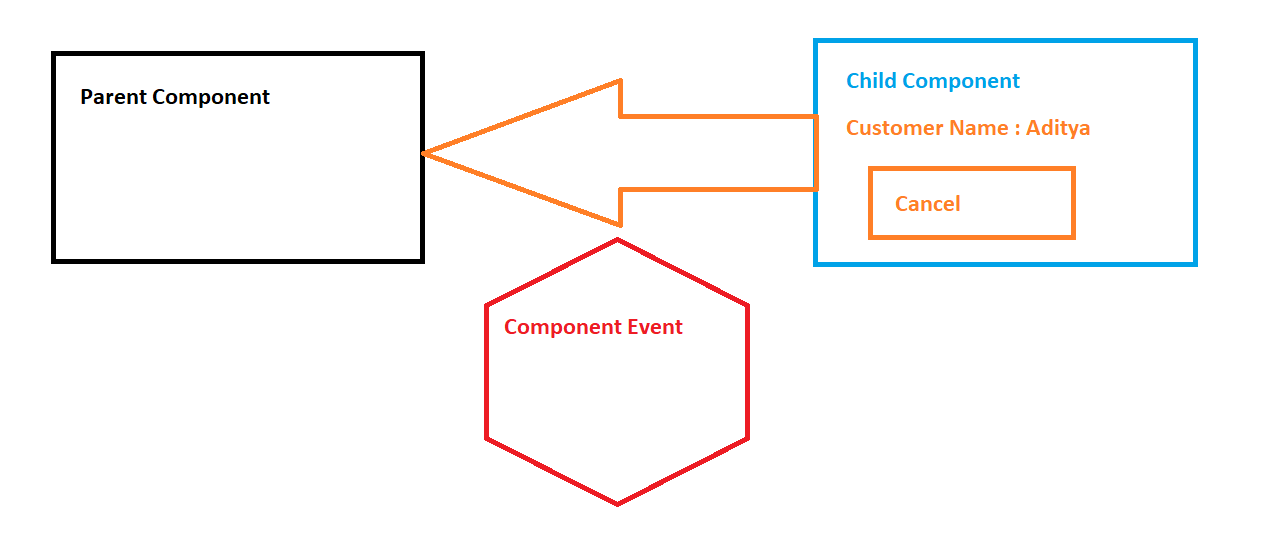 Parent Component
Child Component
Customer Name : Aditya
Cancel
Component Event